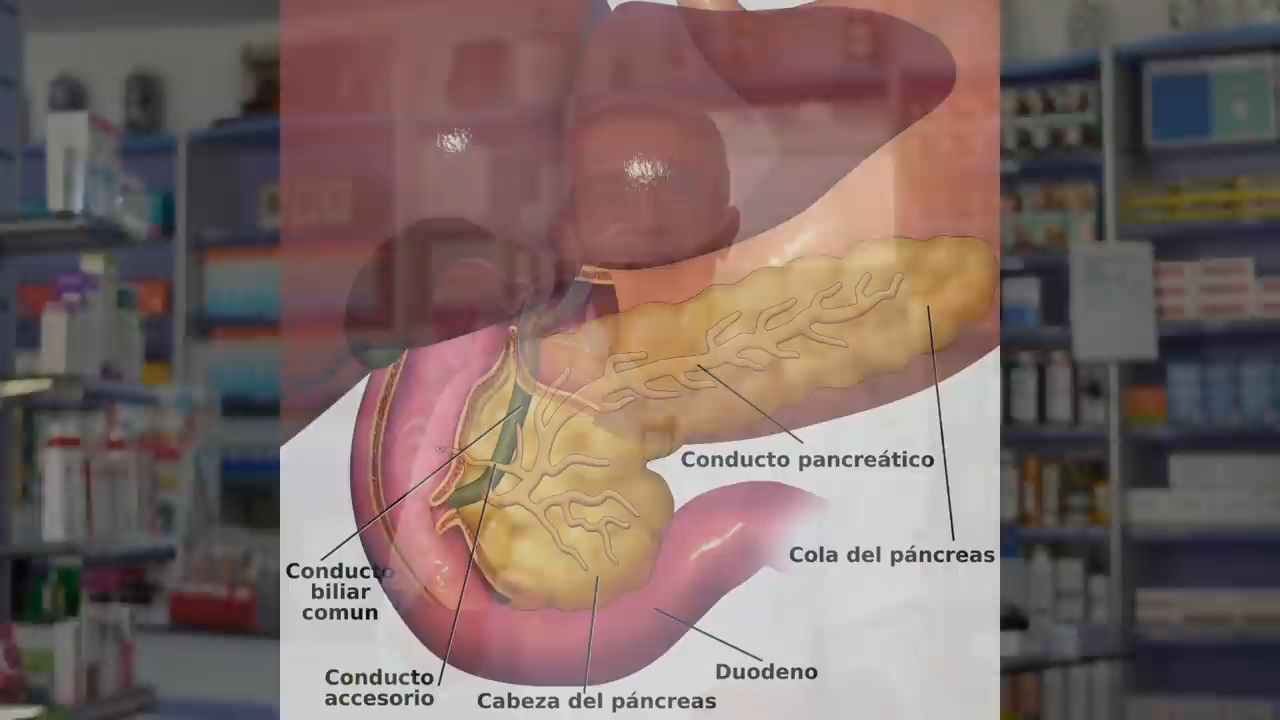 Conducto pancreático
Cola del páncreas
Conducto
biliar
comun
Conducto
accesorio
Cabeza del páncreas
Duodeno